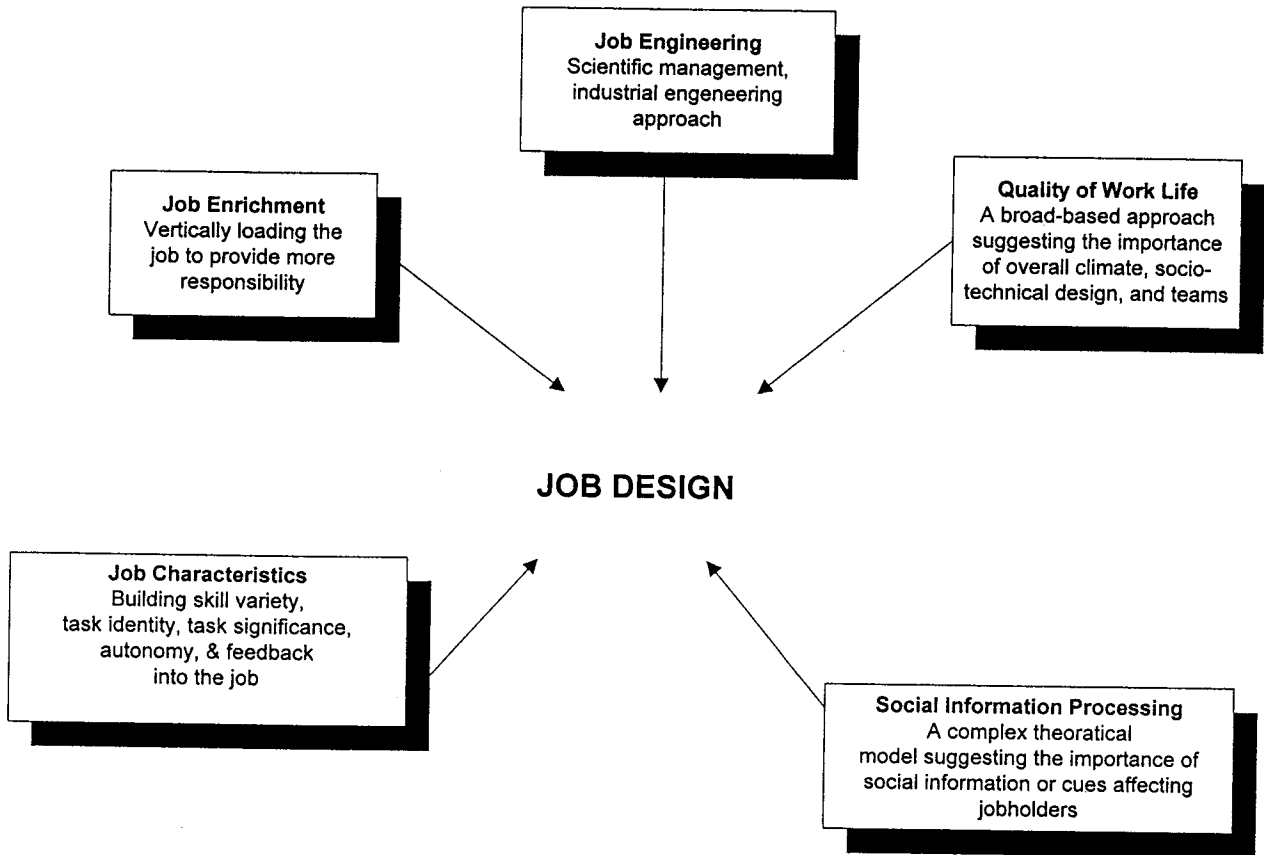 Job Engineering
Scientific management,
industrial engeneering
approach
Job Enrichment
Vertically loading the
job to provide more
responsibility
Quality of Work Life
A broad-based approach
suggesting the importance
of overall climate, socio-
technical design, and teams
JOB DESIGN
Job Characteristics
Building skill variety,
task identity, task significance,
autonomy, & feedback
into the job
Social Information Processing
A complex theoratical
model suggesting the importance of
social information or cues affecting
jobholders